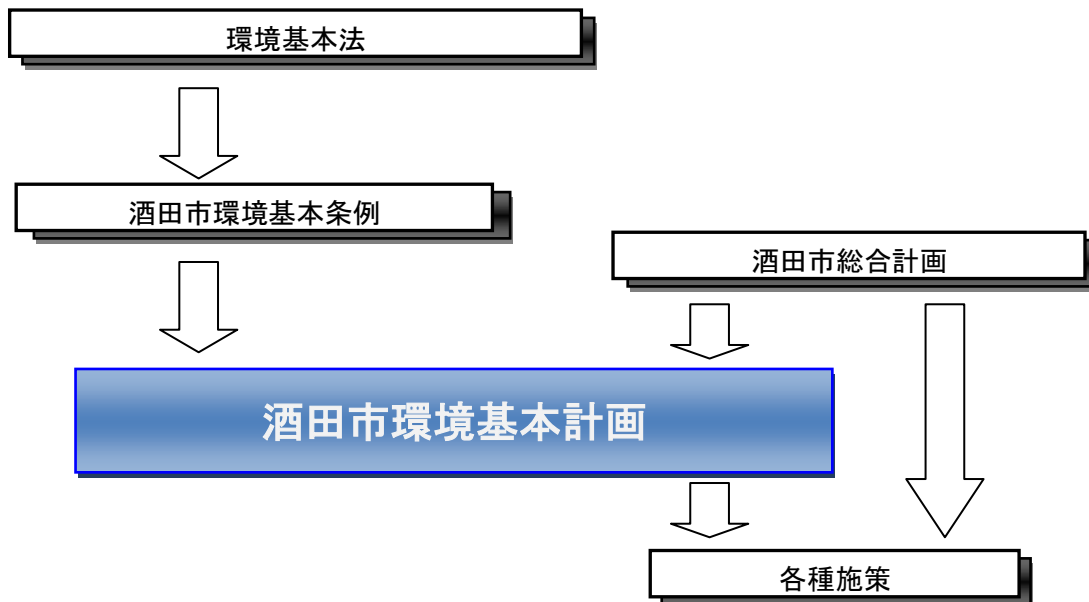 環境基本法
酒田市環境基本条例
酒田市総合計画
酒田市環境基本計画
各種施策